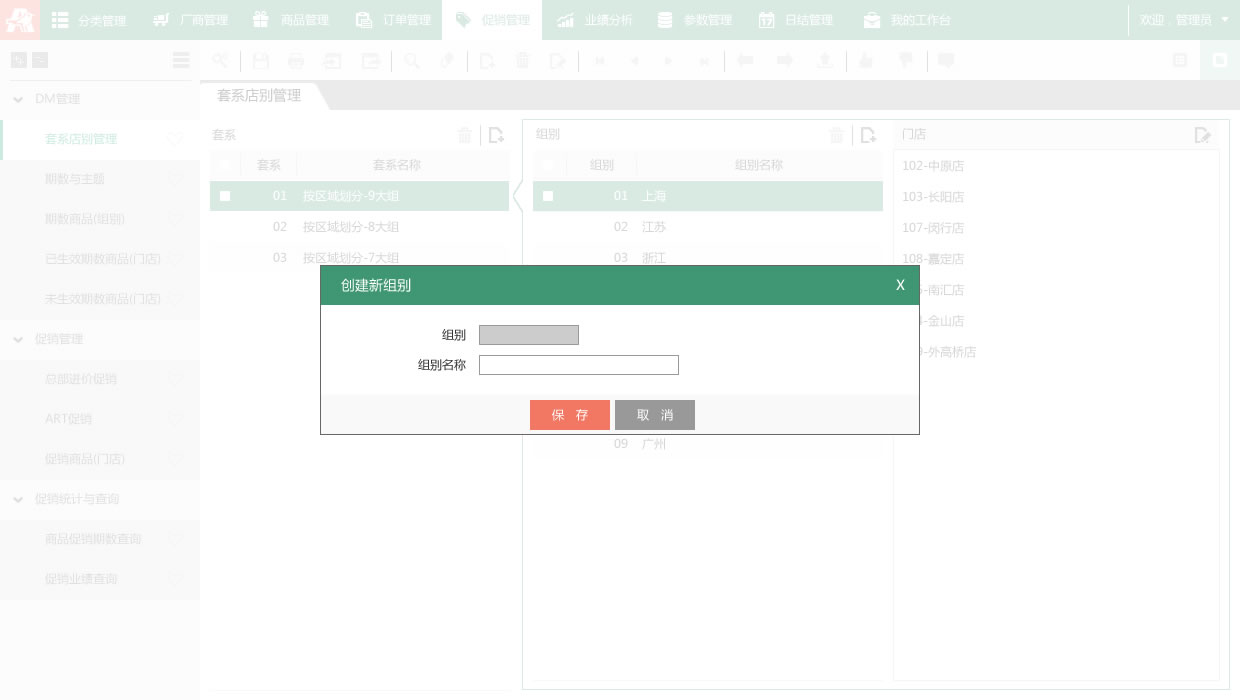 分类管理 厂商管理 商品管理 订单管理 促销管理 业绩分析 参数管理 日结管理 我的工作台 欢迎，管理员
DM管理
套系店别管理
期数与主题
期数商品(组别)
已生效期数商品(门店)
未生效期数商品(门店)
促销管理
总部进价促销
ART促销
促销商品(门店)
促销统计与查询
商品促销期数查询
促销业绩查询
套系店别管理
套系
套系 套系名称
01 按区域划分-9大组
02 按区域划分-8大组
03 按区域划分-7大组
组别
组别 组别名称
01 上海
02 江苏
03 浙江
09 广州
门店
102-中原店
103-长阳店
107-闵行店
108-嘉定店
-南汇店
-金山店
-外高桥店
创建新组别 X
组别
组别名称
保 存 取 消